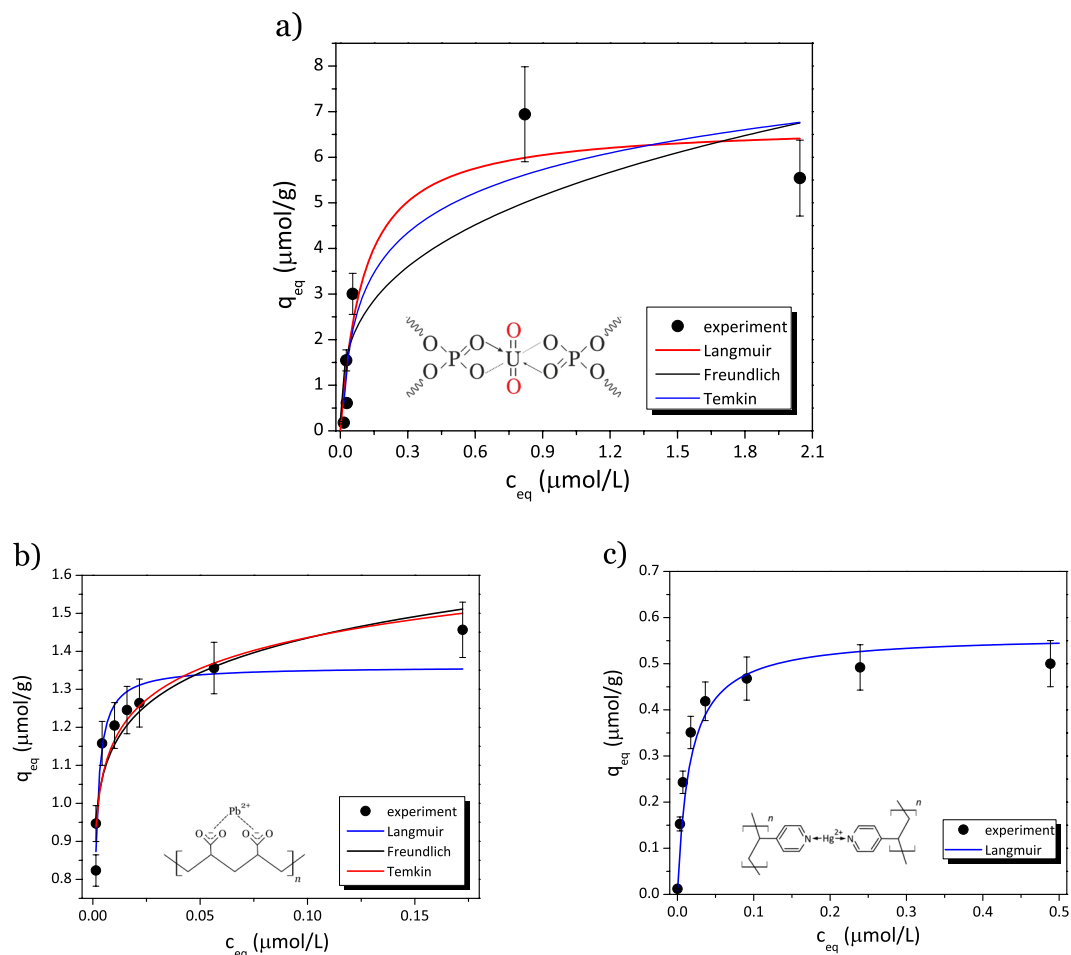 a)
8
7
6
5
4
3
2
1
0
q_eq (μmol/g)
0.0 0.3 0.6 0.9 1.2 1.5 1.8 2.1
c_eq (μmol/L)
O O O O O
P U P
O O O O O
experiment
Langmuir
Freundlich
Temkin
b)
1.6
1.5
1.4
1.3
1.2
1.1
1.0
0.9
0.8
q_eq (μmol/g)
0.00 0.05 0.10 0.15
c_eq (μmol/L)
Pb2+
O O O O
n
experiment
Langmuir
Freundlich
Temkin
c)
0.7
0.6
0.5
0.4
0.3
0.2
0.1
0.0
q_eq (μmol/g)
0.0 0.1 0.2 0.3 0.4 0.5
c_eq (μmol/L)
n
N Hg2+ N
n
experiment
Langmuir